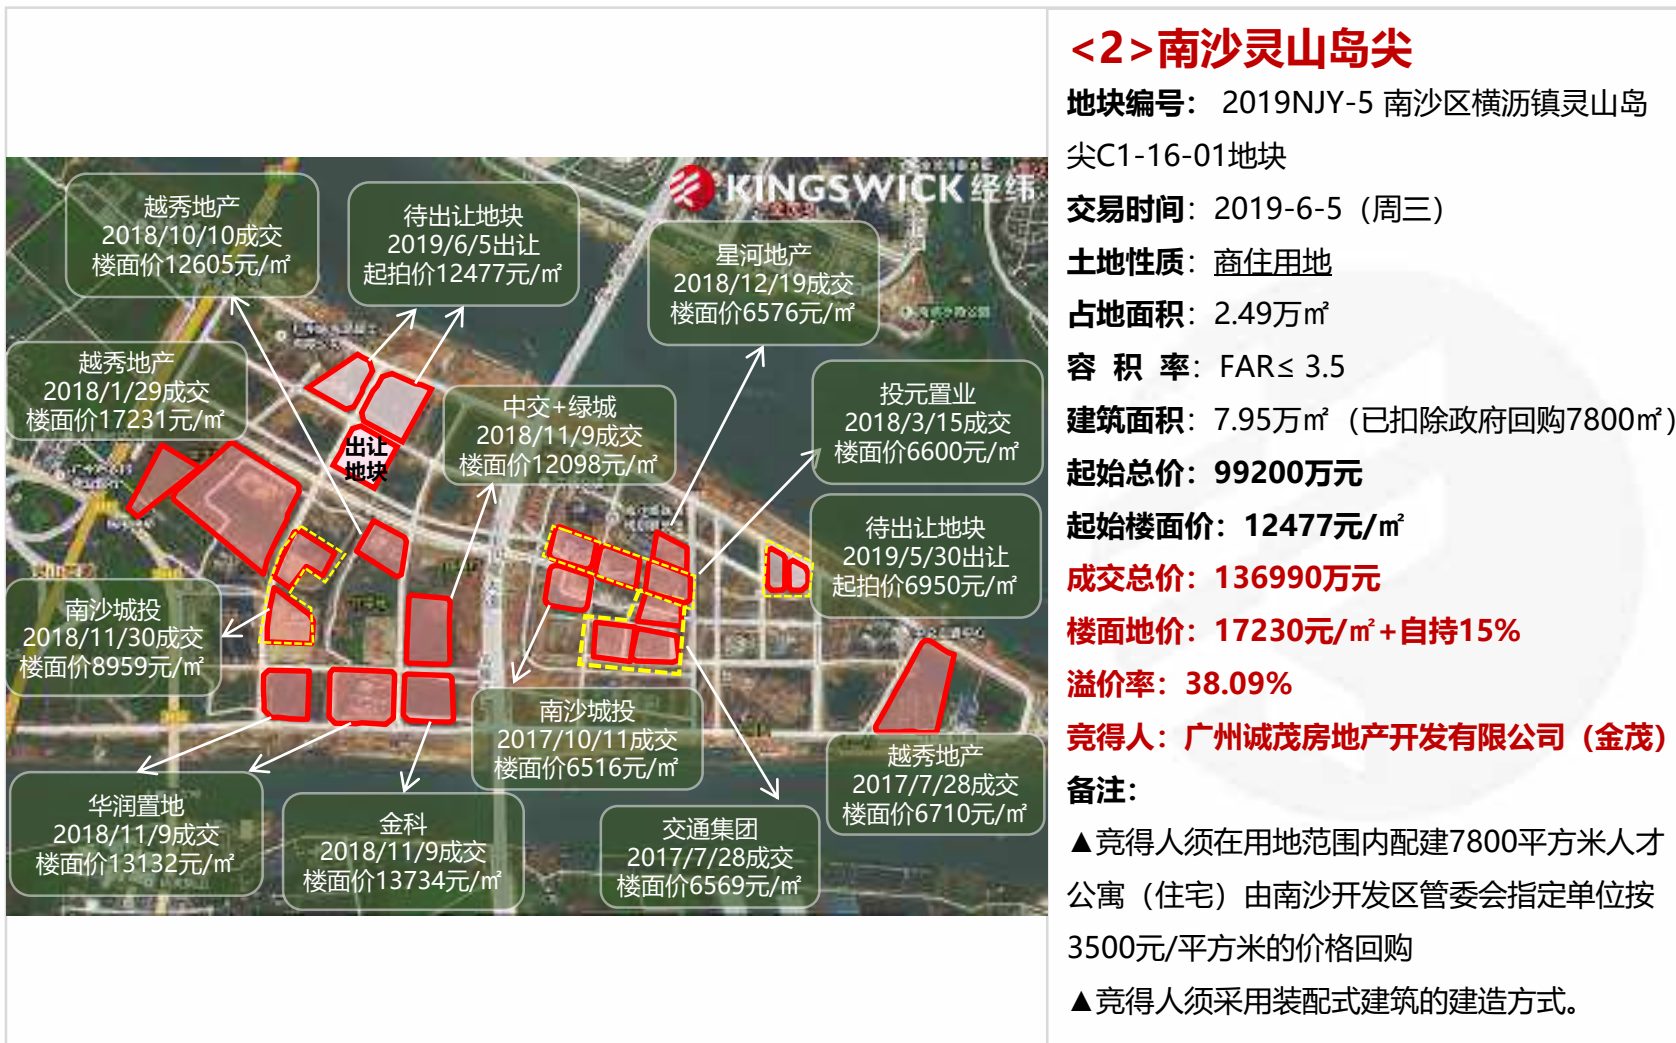 <2>南沙灵山岛尖
地块编号： 2019NJY-5 南沙区横沥镇灵山岛
尖C1-16-01地块
交易时间：2019-6-5（周三）
土地性质：商住用地
占地面积：2.49万㎡
容 积 率：FAR≤ 3.5
建筑面积：7.95万㎡（已扣除政府回购7800㎡）
起始总价：99200万元
起始楼面价：12477元/㎡
成交总价：136990万元
楼面地价：17230元/㎡+自持15%
溢价率：38.09%
竞得人：广州诚茂房地产开发有限公司（金茂）
备注：
▲竞得人须在用地范围内配建7800平方米人才
公寓（住宅）由南沙开发区管委会指定单位按
3500元/平方米的价格回购
▲竞得人须采用装配式建筑的建造方式。
KINGSWICK 经纬
越秀地产
2018/10/10成交
楼面价12605元/㎡
待出让地块
2019/6/5出让
起拍价12477元/㎡
星河地产
2018/12/19成交
楼面价6576元/㎡
越秀地产
2018/1/29成交
楼面价17231元/㎡
中交+绿城
2018/11/9成交
楼面价12098元/㎡
投元置业
2018/3/15成交
楼面价6600元/㎡
出让
地块
待出让地块
2019/5/30出让
起拍价6950元/㎡
南沙城投
2018/11/30成交
楼面价8959元/㎡
南沙城投
2017/10/11成交
楼面价6516元/㎡
越秀地产
2017/7/28成交
楼面价6710元/㎡
华润置地
2018/11/9成交
楼面价13132元/㎡
金科
2018/11/9成交
楼面价13734元/㎡
交通集团
2017/7/28成交
楼面价6569元/㎡